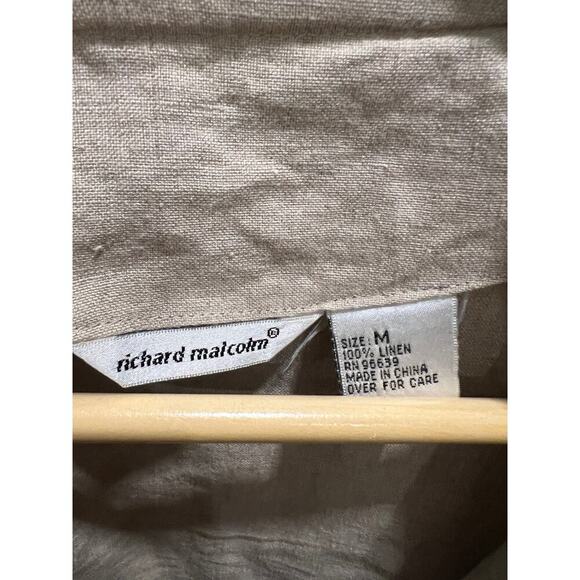 richard malcolm®
SIZE: M
100% LINEN
RN 96639
MADE IN CHINA
OVER FOR CARE